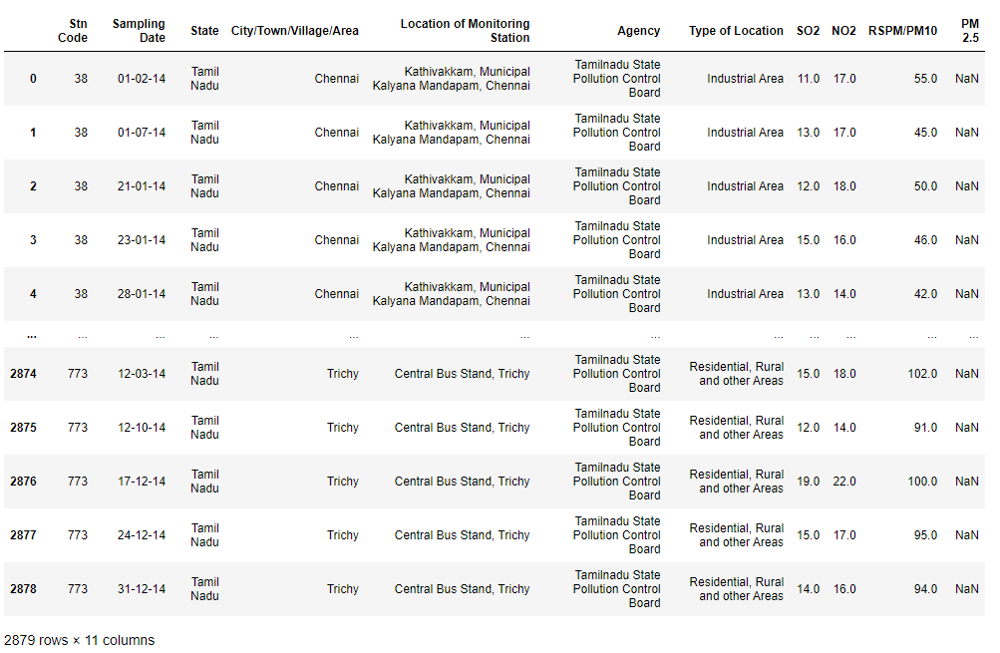 Stn Code Sampling Date State City/Town/Village/Area Location of Monitoring Station Agency Type of Location SO2 NO2 RSPM/PM10 PM 2.5
0 38 01-02-14 Tamil Nadu Chennai Kathivakkam, Municipal Kalyana Mandapam, Chennai Tamilnadu State Pollution Control Board Industrial Area 11.0 17.0 55.0 NaN
1 38 01-07-14 Tamil Nadu Chennai Kathivakkam, Municipal Kalyana Mandapam, Chennai Tamilnadu State Pollution Control Board Industrial Area 13.0 17.0 45.0 NaN
2 38 21-01-14 Tamil Nadu Chennai Kathivakkam, Municipal Kalyana Mandapam, Chennai Tamilnadu State Pollution Control Board Industrial Area 12.0 18.0 50.0 NaN
3 38 23-01-14 Tamil Nadu Chennai Kathivakkam, Municipal Kalyana Mandapam, Chennai Tamilnadu State Pollution Control Board Industrial Area 15.0 16.0 46.0 NaN
4 38 28-01-14 Tamil Nadu Chennai Kathivakkam, Municipal Kalyana Mandapam, Chennai Tamilnadu State Pollution Control Board Industrial Area 13.0 14.0 42.0 NaN
... ... ... ... ... ... ... ... ... ... ... ...
2874 773 12-03-14 Tamil Nadu Trichy Central Bus Stand, Trichy Tamilnadu State Pollution Control Board Residential, Rural and other Areas 15.0 18.0 102.0 NaN
2875 773 12-10-14 Tamil Nadu Trichy Central Bus Stand, Trichy Tamilnadu State Pollution Control Board Residential, Rural and other Areas 12.0 14.0 91.0 NaN
2876 773 17-12-14 Tamil Nadu Trichy Central Bus Stand, Trichy Tamilnadu State Pollution Control Board Residential, Rural and other Areas 19.0 22.0 100.0 NaN
2877 773 24-12-14 Tamil Nadu Trichy Central Bus Stand, Trichy Tamilnadu State Pollution Control Board Residential, Rural and other Areas 15.0 17.0 95.0 NaN
2878 773 31-12-14 Tamil Nadu Trichy Central Bus Stand, Trichy Tamilnadu State Pollution Control Board Residential, Rural and other Areas 14.0 16.0 94.0 NaN
2879 rows × 11 columns